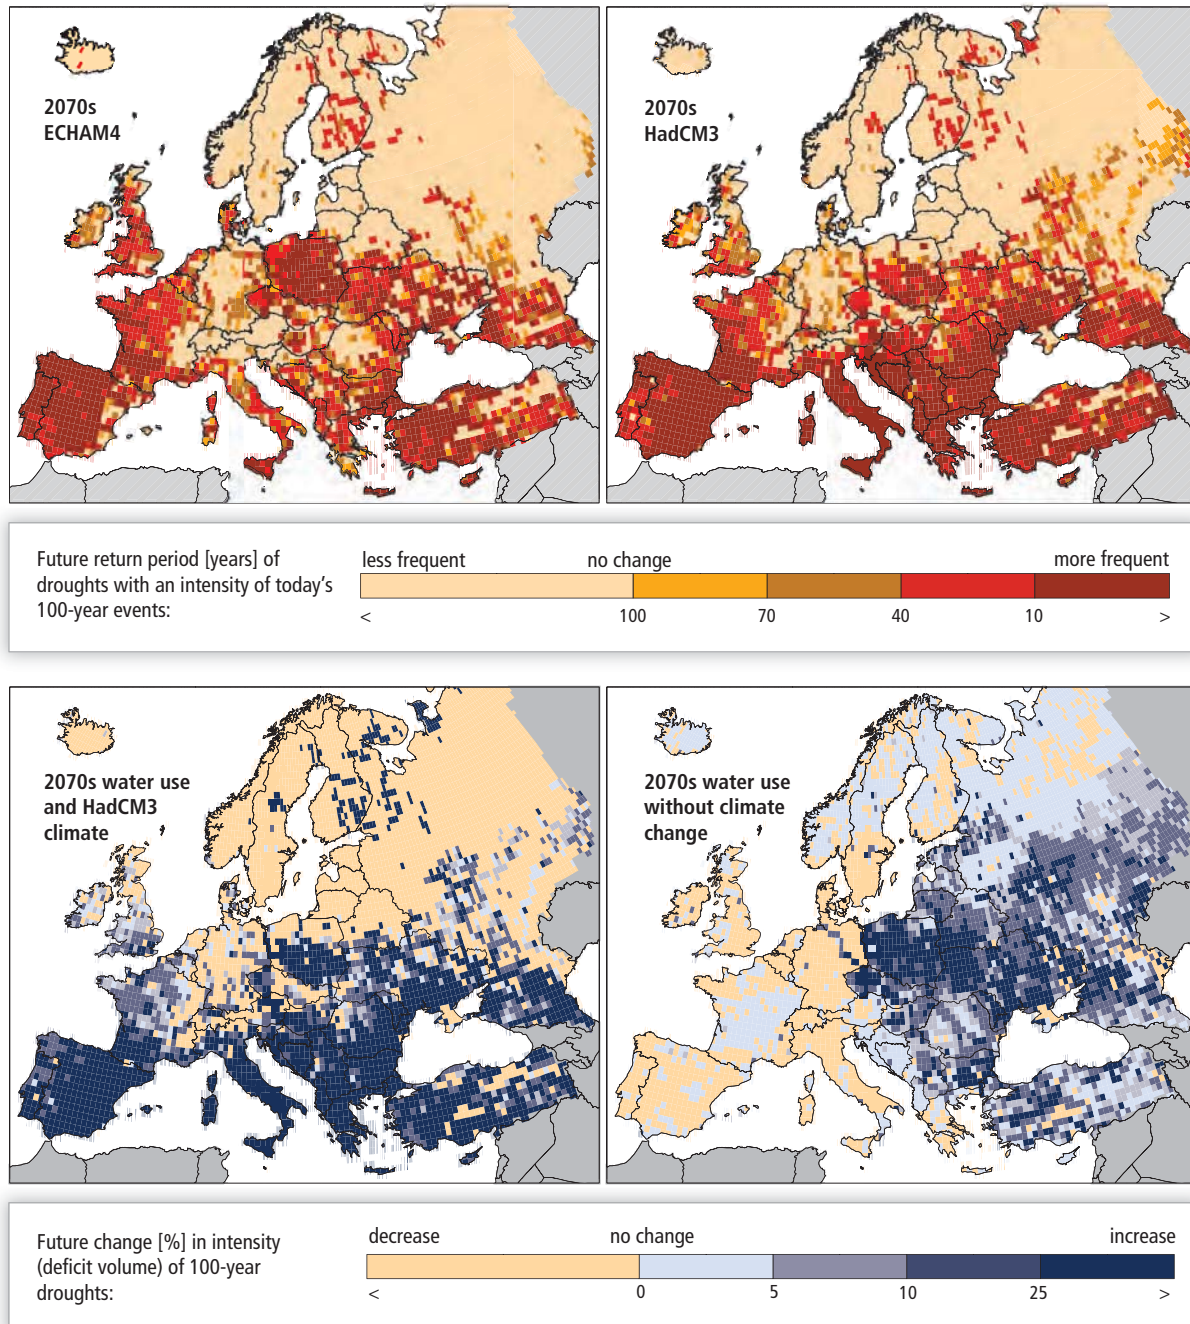 2070s
ECHAM4
2070s
HadCM3
Future return period [years] of
droughts with an intensity of today's
100-year events:
less frequent no change more frequent
< 100 70 40 10 >
2070s water use
and HadCM3
climate
2070s water use
without climate
change
Future change [%] in intensity
(deficit volume) of 100-year
droughts:
decrease no change increase
< 0 5 10 25 >